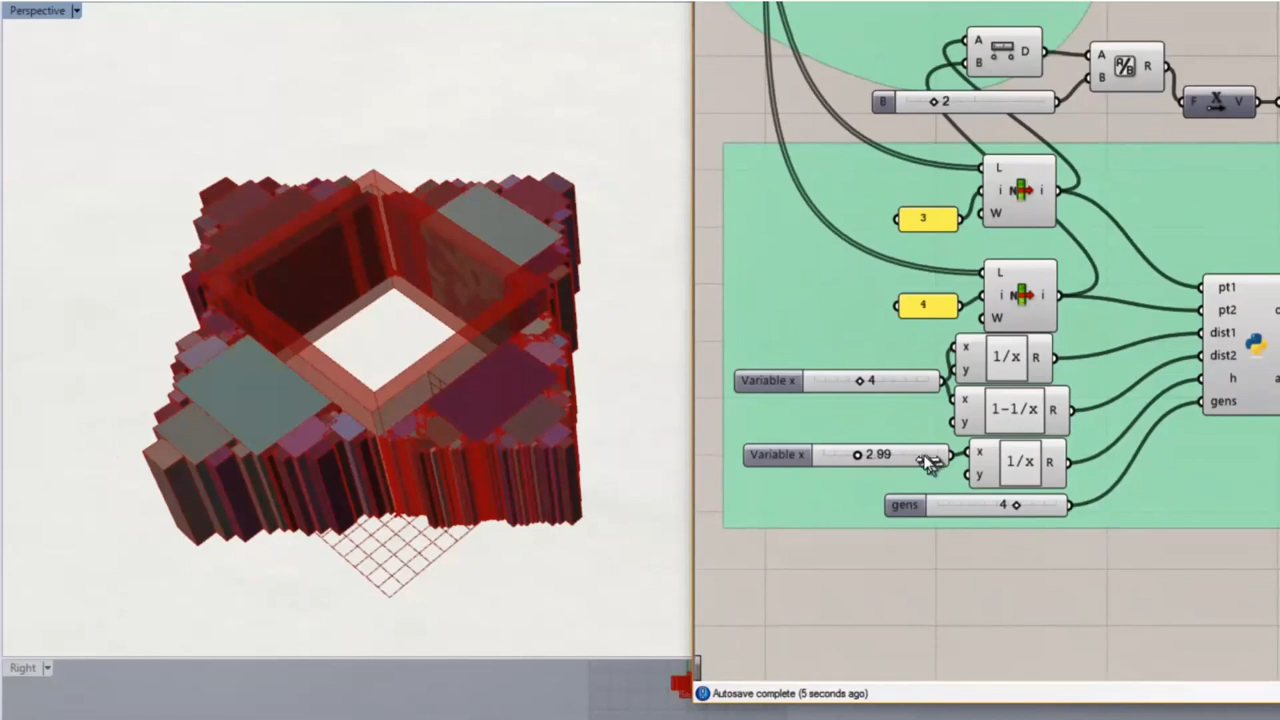 Perspective
A
B
D
A
B
R
B
2
F
X
V
L
i
W
i
3
L
i
W
i
4
pt1
pt2
dist1
dist2
h
gens
Variable x
4
x
y
1/x
R
x
y
1-1/x
R
Variable x
2.99
x
y
1/x
R
gens
4
Right
Autosave complete (5 seconds ago)